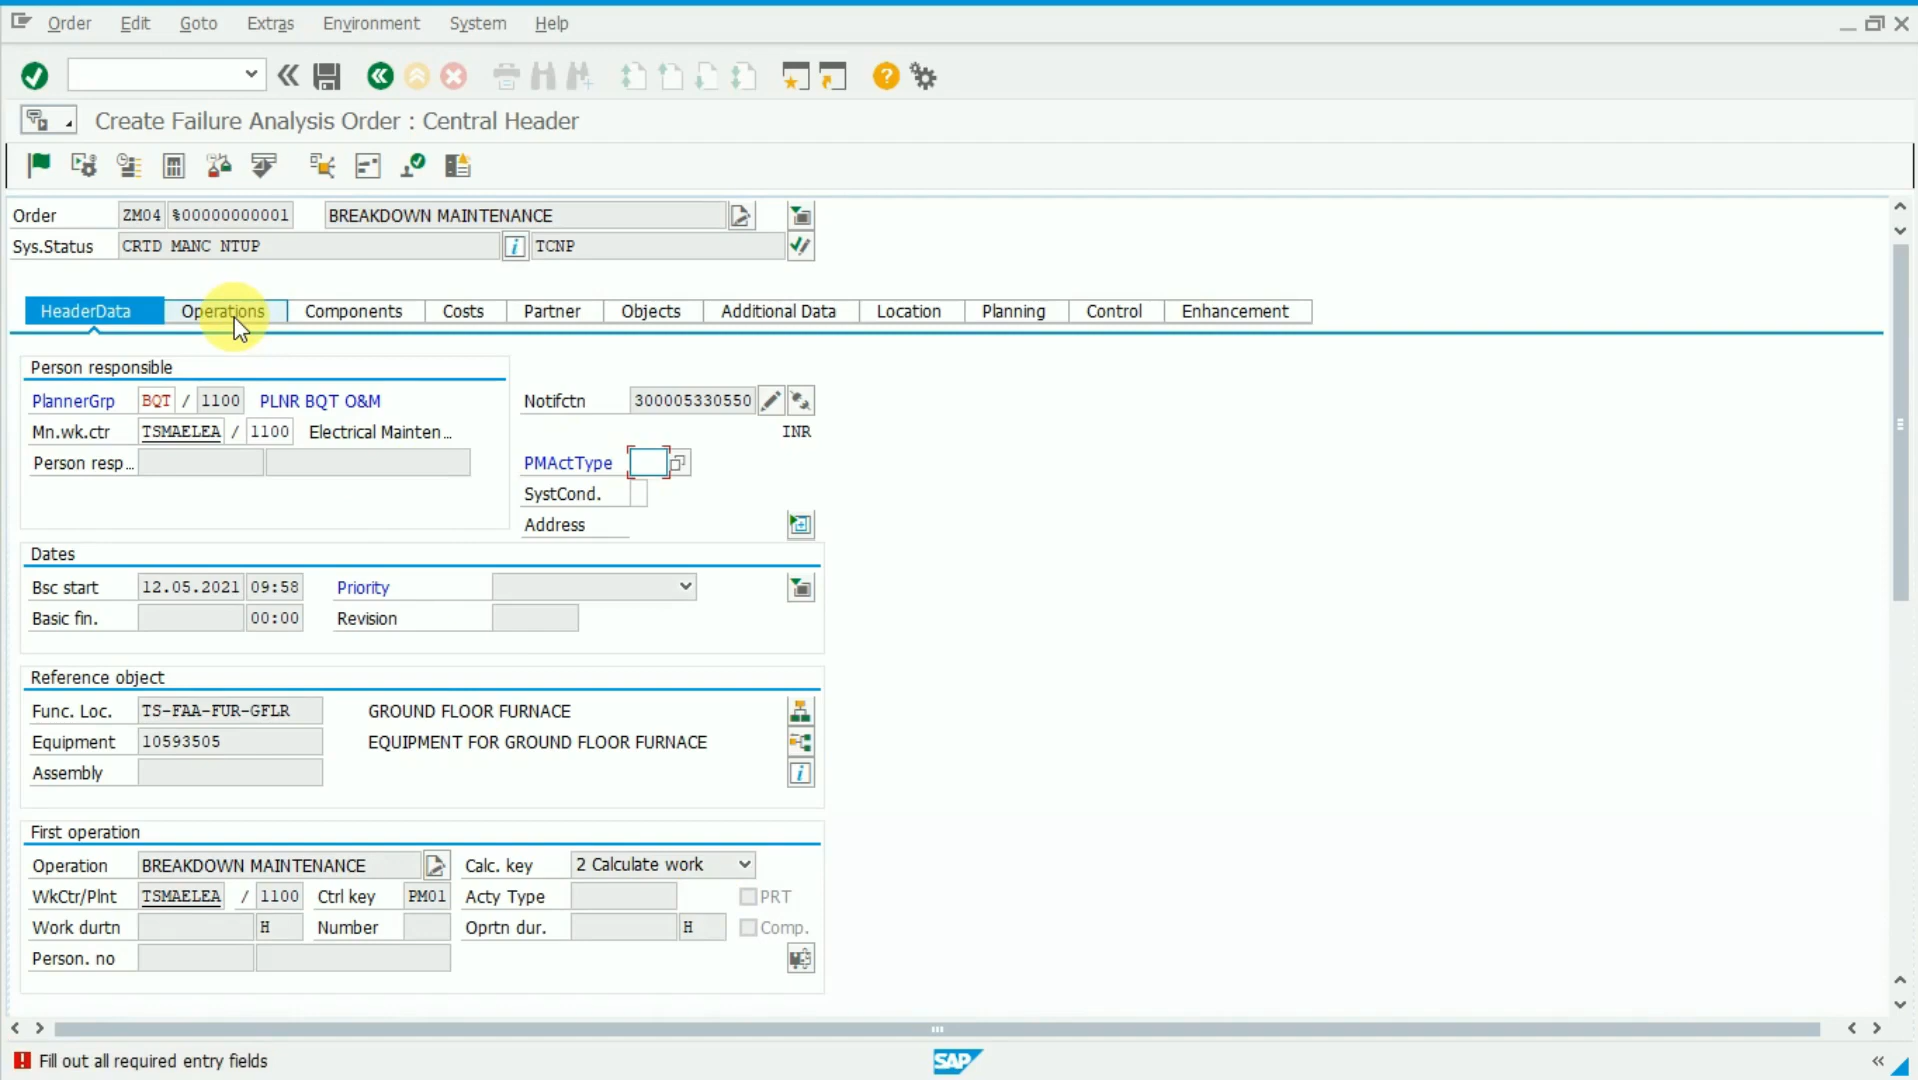 Order Edit Goto Extras Environment System Help
Create Failure Analysis Order : Central Header
Order ZM04 %00000000001 BREAKDOWN MAINTENANCE
Sys.Status CRTD MANC NTUP TCNP
HeaderData Operations Components Costs Partner Objects Additional Data Location Planning Control Enhancement
Person responsible
PlannerGrp BQT / 1100 PLNR BQT O&M
Notifctn 300005330550
Mn.wk.ctr TSMAELEA / 1100 Electrical Mainten...
INR
Person resp...
PMActType
SystCond.
Address
Dates
Bsc start 12.05.2021 09:58 Priority
Basic fin. 00:00 Revision
Reference object
Func. Loc. TS-FAA-FUR-GFLR GROUND FLOOR FURNACE
Equipment 10593505 EQUIPMENT FOR GROUND FLOOR FURNACE
Assembly
First operation
Operation BREAKDOWN MAINTENANCE Calc. key 2 Calculate work
WkCtr/Plnt TSMAELEA / 1100 Ctrl key PM01 Acty Type PRT
Work durtn H Number Oprtn dur. H Comp.
Person. no
Fill out all required entry fields
SAP